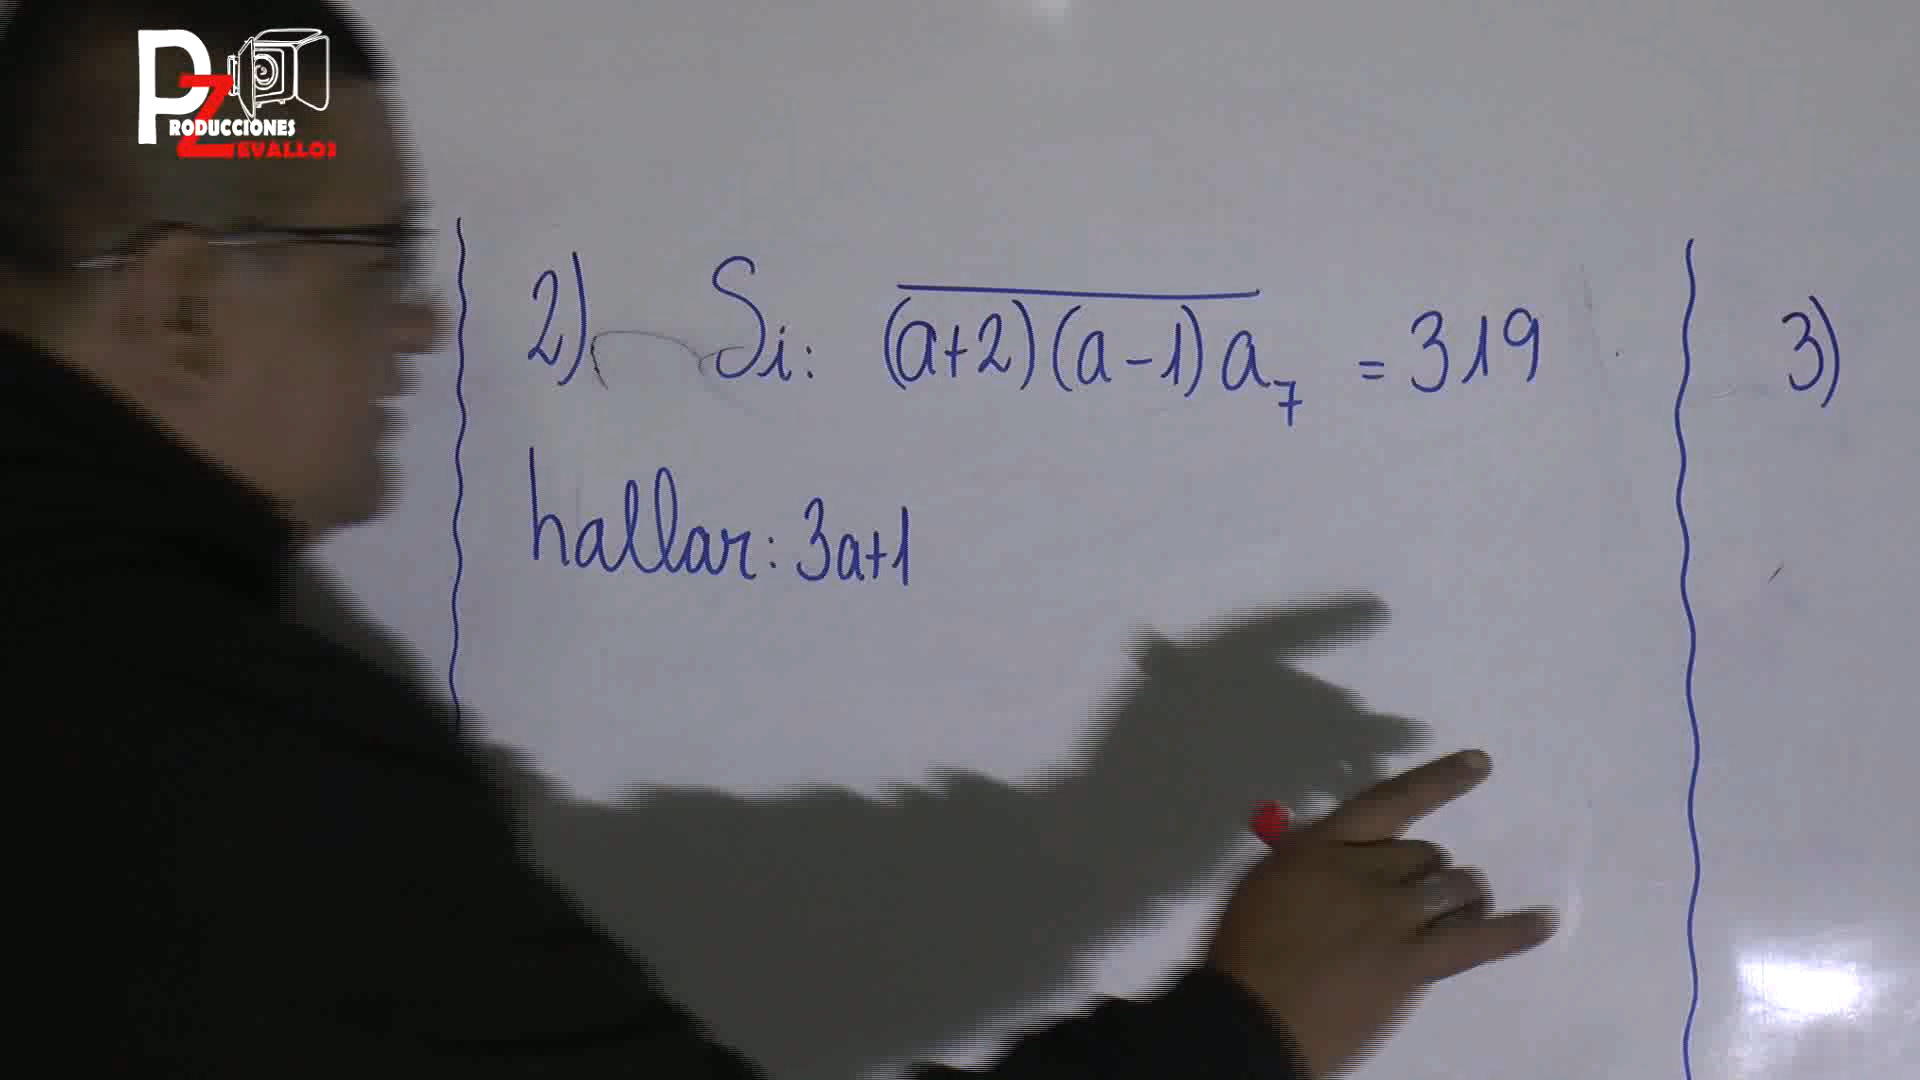 PRODUCCIONES
ZEVALLOS
2) Si: (a+2)(a-1)a₇ = 319
hallar: 3a+1
3)